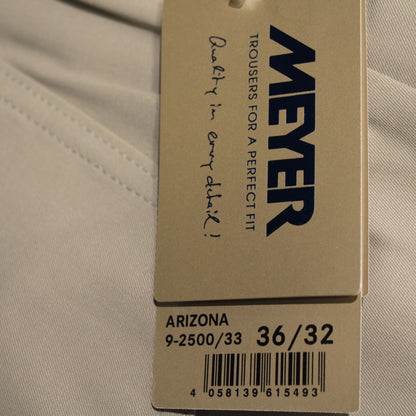 MEYER
TROUSERS FOR A PERFECT FIT
Quality in every detail!
ARIZONA
9-2500/33 36/32
4 058139 615493